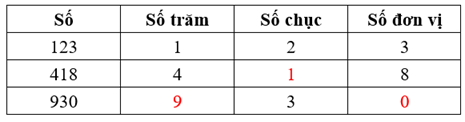 Số Số trăm Số chục Số đơn vị
123 1 2 3
418 4 1 8
930 9 3 0